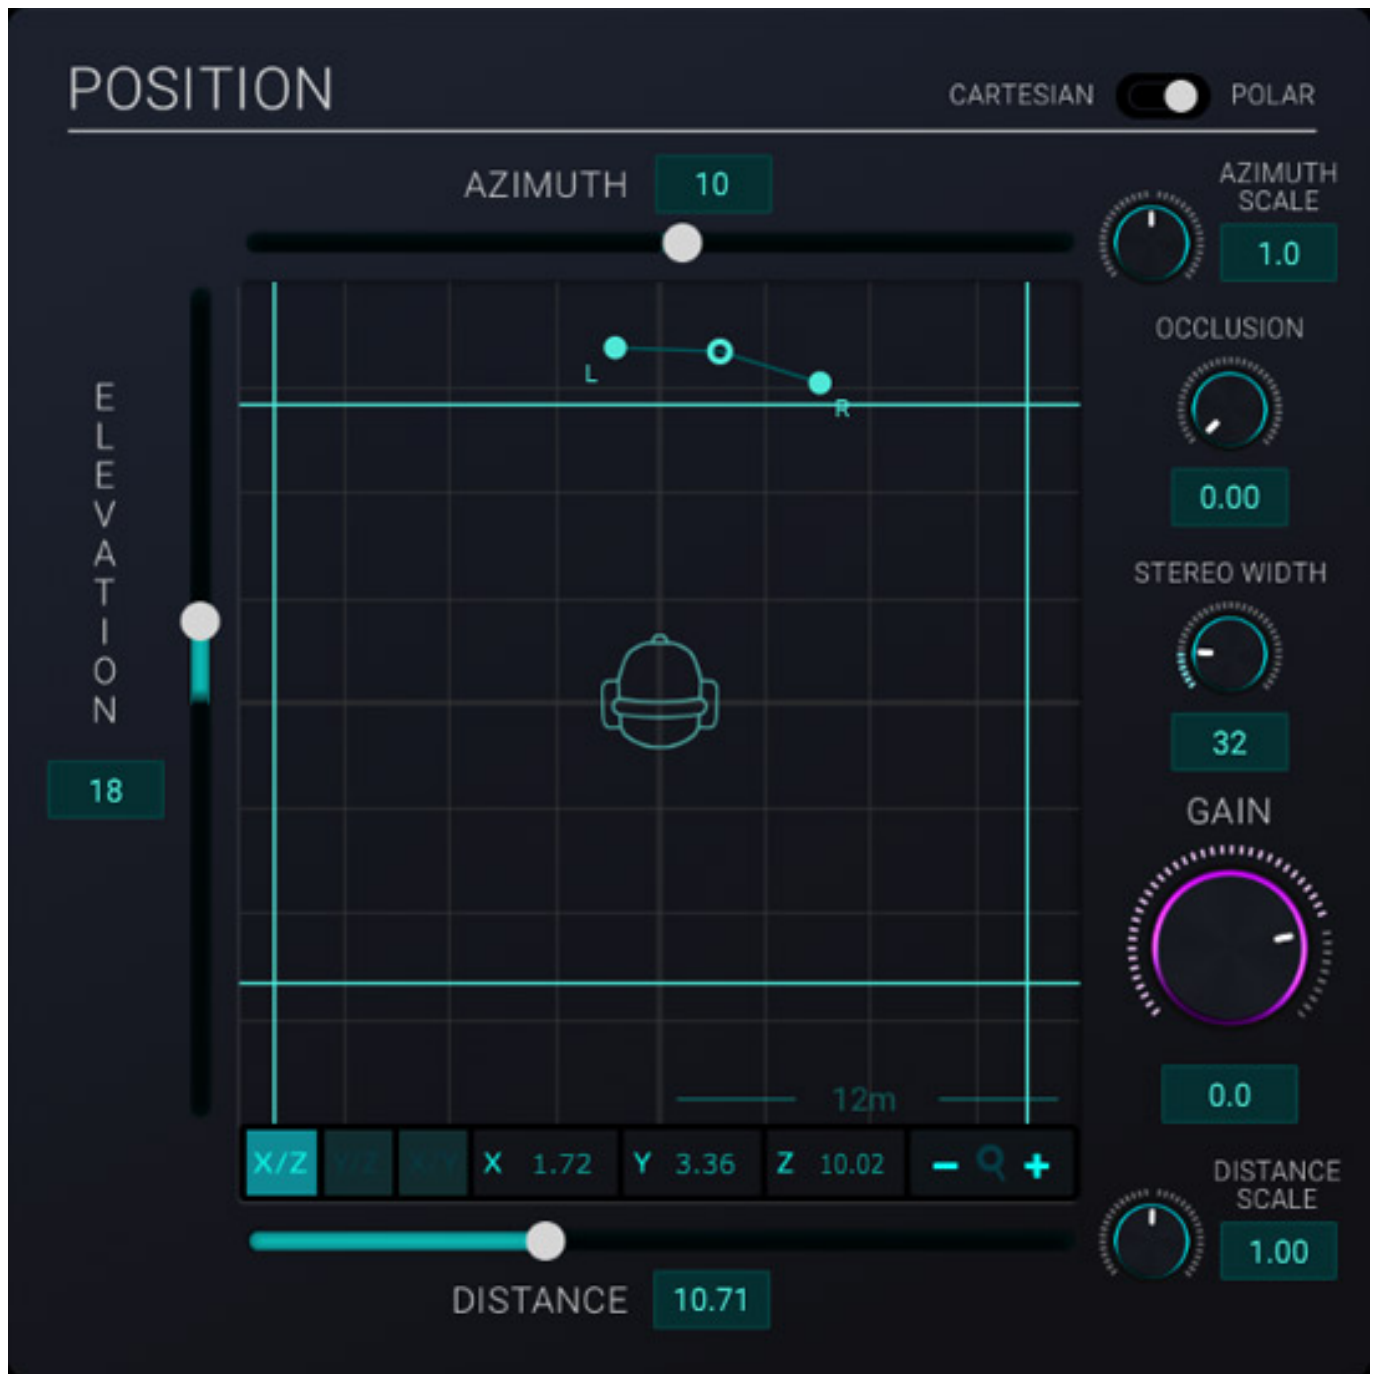 POSITION
CARTESIAN POLAR
AZIMUTH 10
AZIMUTH
SCALE
1.0
OCCLUSION
0.00
STEREO WIDTH
32
GAIN
0.0
ELEVATION
18
L
R
12m
X/Z Y/Z X/Y X 1.72 Y 3.36 Z 10.02 - +
DISTANCE
SCALE
1.00
DISTANCE 10.71